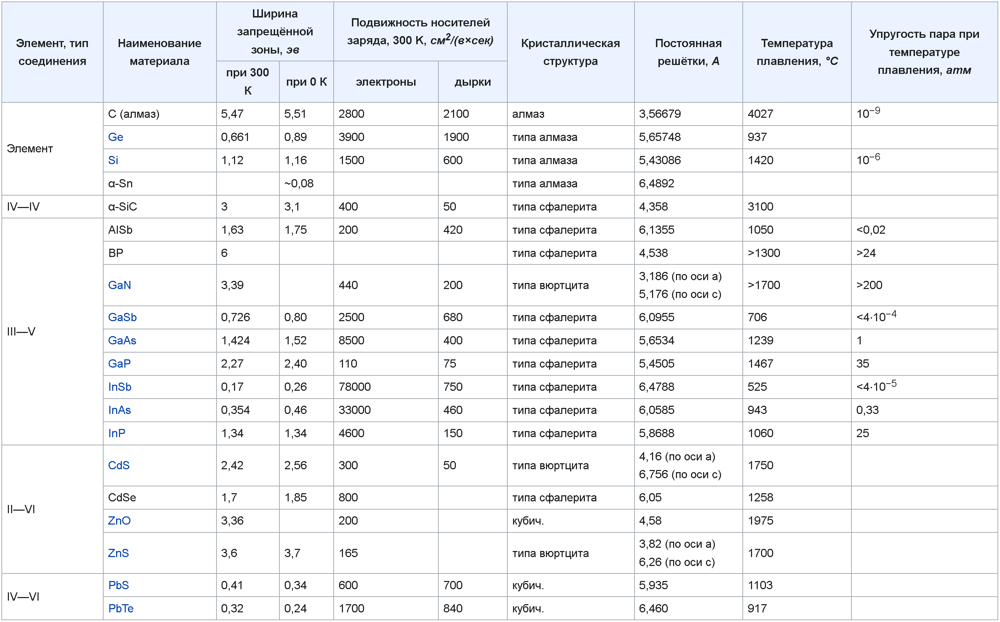 Элемент, тип
соединения
Наименование
материала
Ширина
запрещённой
зоны, эв
Подвижность носителей
заряда, 300 K, см²/(в×сек)
Кристаллическая
структура
Постоянная
решётки, А
Температура
плавления, °С
Упругость пара при
температуре
плавления, атм
при 300
К
при 0 К
электроны
дырки
Элемент
С (алмаз) 5,47 5,51 2800 2100 алмаз 3,56679 4027 10⁻⁹
Ge 0,661 0,89 3900 1900 типа алмаза 5,65748 937
Si 1,12 1,16 1500 600 типа алмаза 5,43086 1420 10⁻⁶
α-Sn ~0,08 типа алмаза 6,4892
IV—IV α-SiC 3 3,1 400 50 типа сфалерита 4,358 3100
III—V
AlSb 1,63 1,75 200 420 типа сфалерита 6,1355 1050 <0,02
BP 6 типа сфалерита 4,538 >1300 >24
GaN 3,39 440 200 типа вюртцита
3,186 (по оси a)
5,176 (по оси c)
>1700 >200
GaSb 0,726 0,80 2500 680 типа сфалерита 6,0955 706 <4·10⁻⁴
GaAs 1,424 1,52 8500 400 типа сфалерита 5,6534 1239 1
GaP 2,27 2,40 110 75 типа сфалерита 5,4505 1467 35
InSb 0,17 0,26 78000 750 типа сфалерита 6,4788 525 <4·10⁻⁵
InAs 0,354 0,46 33000 460 типа сфалерита 6,0585 943 0,33
InP 1,34 1,34 4600 150 типа сфалерита 5,8688 1060 25
II—VI
CdS 2,42 2,56 300 50 типа вюртцита
4,16 (по оси a)
6,756 (по оси c)
1750
CdSe 1,7 1,85 800 типа сфалерита 6,05 1258
ZnO 3,36 200 кубич. 4,58 1975
ZnS 3,6 3,7 165 типа вюртцита
3,82 (по оси a)
6,26 (по оси c)
1700
IV—VI
PbS 0,41 0,34 600 700 кубич. 5,935 1103
PbTe 0,32 0,24 1700 840 кубич. 6,460 917